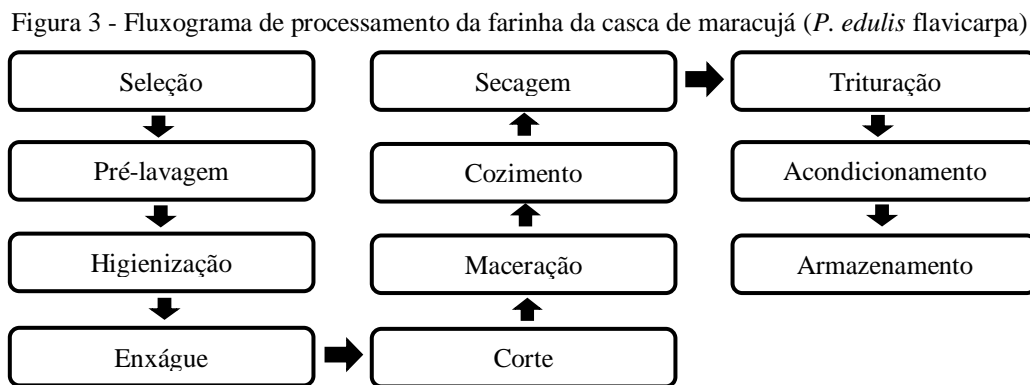 Figura 3 - Fluxograma de processamento da farinha da casca de maracujá (P. edulis flavicarpa)
Seleção
Pré-lavagem
Higienização
Enxágue
Corte
Maceração
Cozimento
Secagem
Trituração
Acondicionamento
Armazenamento